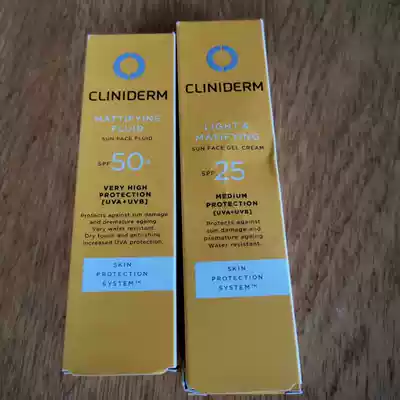 CLINIDERM
MATTIFYING
FLUID
SUN FACE FLUID
SPF 50+
VERY HIGH
PROTECTION
[UVA+UVB]
Protects against sun damage
and premature ageing
Very water resistant.
Dry touch and anti-shine
increased UVA protection.
SKIN
PROTECTION
SYSTEM™
CLINIDERM
LIGHT &
MATIFYING
SUN FACE GEL CREAM
SPF 25
MEDIUM
PROTECTION
[UVA+UVB]
Protects against
sun damage and
premature ageing
Water resistant.
SKIN
PROTECTION
SYSTEM™